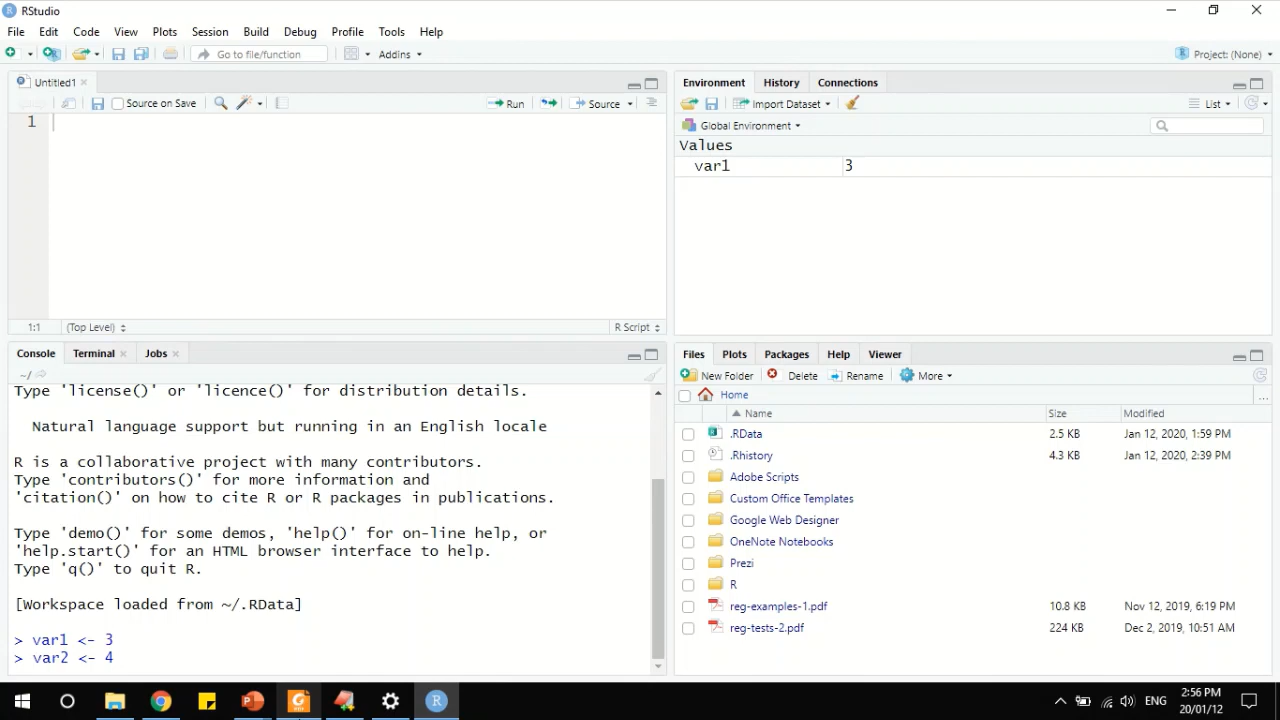 RStudio
File Edit Code View Plots Session Build Debug Profile Tools Help
Go to file/function Addins Project: (None)
Untitled1
Source on Save Run Source
1
1:1 (Top Level) R Script
Environment History Connections
Import Dataset List
Global Environment
Values
var1 3
Console Terminal Jobs
~/
Type 'license()' or 'licence()' for distribution details.
Natural language support but running in an English locale
R is a collaborative project with many contributors.
Type 'contributors()' for more information and
'citation()' on how to cite R or R packages in publications.
Type 'demo()' for some demos, 'help()' for on-line help, or
'help.start()' for an HTML browser interface to help.
Type 'q()' to quit R.
[Workspace loaded from ~/.RData]
> var1 <- 3
> var2 <- 4
Files Plots Packages Help Viewer
New Folder Delete Rename More
Home ...
Name Size Modified
.RData 2.5 KB Jan 12, 2020, 1:59 PM
.Rhistory 4.3 KB Jan 12, 2020, 2:39 PM
Adobe Scripts
Custom Office Templates
Google Web Designer
OneNote Notebooks
Prezi
R
reg-examples-1.pdf 10.8 KB Nov 12, 2019, 6:19 PM
reg-tests-2.pdf 224 KB Dec 2, 2019, 10:51 AM
ENG
2:56 PM
20/01/12